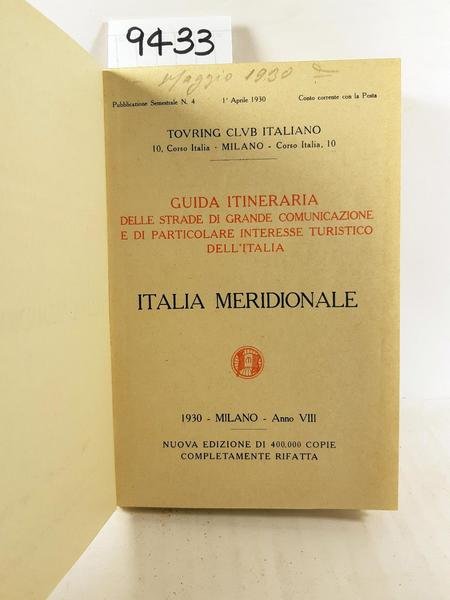 9433
Maggio 1930
Pubblicazione Semestrale N. 4 1° Aprile 1930 Conto corrente con la Posta
TOVRING CLVB ITALIANO
10, Corso Italia - MILANO - Corso Italia, 10
GUIDA ITINERARIA
DELLE STRADE DI GRANDE COMUNICAZIONE
E DI PARTICOLARE INTERESSE TURISTICO
DELL'ITALIA
ITALIA MERIDIONALE
1930 - MILANO - Anno VIII
NUOVA EDIZIONE DI 400.000 COPIE
COMPLETAMENTE RIFATTA